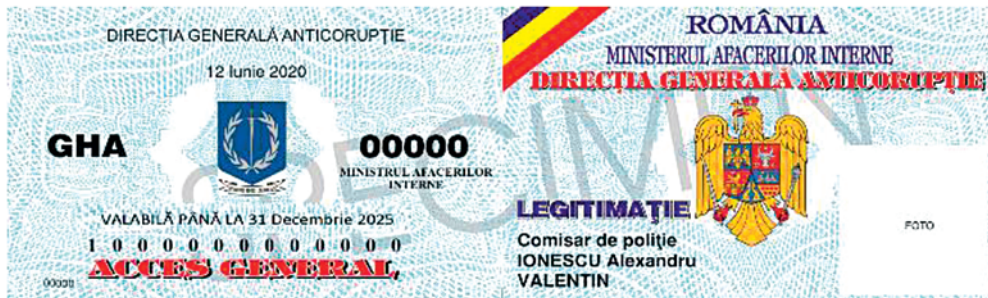 DIRECȚIA GENERALĂ ANTICORUPȚIE
12 Iunie 2020
GHA
00000
MINISTRUL AFACERILOR
INTERNE
VALABILĂ PÂNĂ LA 31 Decembrie 2025
1 0 0 0 0 0 0 0 0 0 0 0 0
ACCES GENERAL
00000
ROMÂNIA
MINISTERUL AFACERILOR INTERNE
DIRECȚIA GENERALĂ ANTICORUPȚIE
LEGITIMAȚIE
Comisar de poliție
IONESCU Alexandru
VALENTIN
FOTO
SPECIMEN